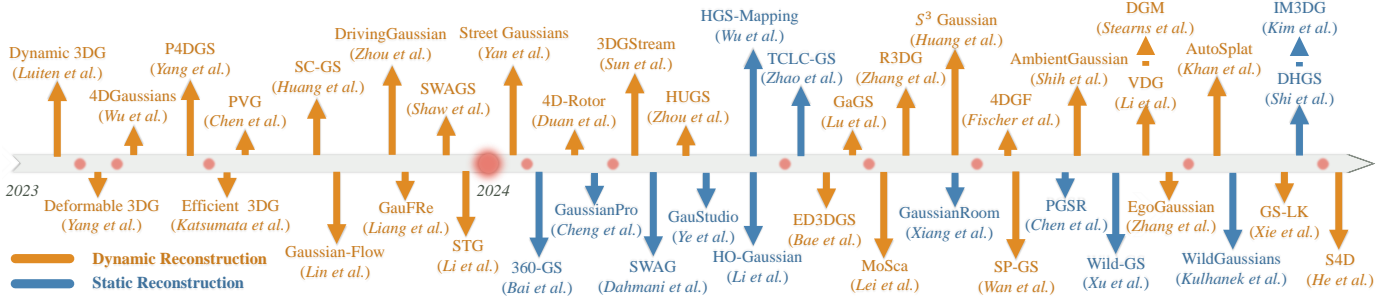 Dynamic 3DG
(Luiten et al.)
4DGaussians
(Wu et al.)
P4DGS
(Yang et al.)
PVG
(Chen et al.)
SC-GS
(Huang et al.)
DrivingGaussian
(Zhou et al.)
SWAGS
(Shaw et al.)
Street Gaussians
(Yan et al.)
4D-Rotor
(Duan et al.)
3DGStream
(Sun et al.)
HUGS
(Zhou et al.)
HGS-Mapping
(Wu et al.)
TCLC-GS
(Zhao et al.)
GaGS
(Lu et al.)
R3DG
(Zhang et al.)
S³ Gaussian
(Huang et al.)
4DGF
(Fischer et al.)
AmbientGaussian
(Shih et al.)
DGM
(Stearns et al.)
VDG
(Li et al.)
AutoSplat
(Khan et al.)
IM3DG
(Kim et al.)
DHGS
(Shi et al.)
2023
2024
Deformable 3DG
(Yang et al.)
Efficient 3DG
(Katsumata et al.)
Gaussian-Flow
(Lin et al.)
GauFRe
(Liang et al.)
STG
(Li et al.)
360-GS
(Bai et al.)
GaussianPro
(Cheng et al.)
SWAG
(Dahmani et al.)
GauStudio
(Ye et al.)
HO-Gaussian
(Li et al.)
ED3DGS
(Bae et al.)
MoSca
(Lei et al.)
GaussianRoom
(Xiang et al.)
SP-GS
(Wan et al.)
PGSR
(Chen et al.)
Wild-GS
(Xu et al.)
EgoGaussian
(Zhang et al.)
WildGaussians
(Kulhanek et al.)
GS-LK
(Xie et al.)
S4D
(He et al.)
Dynamic Reconstruction
Static Reconstruction